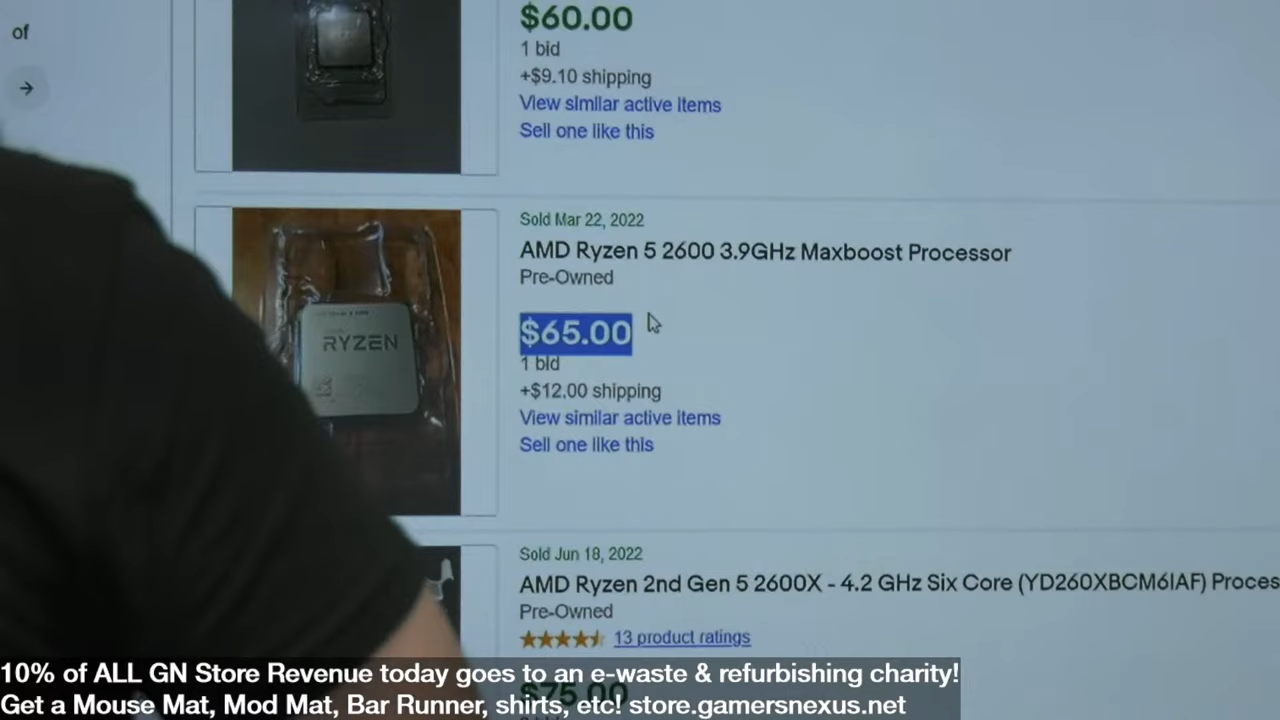 of
$60.00
1 bid
+$9.10 shipping
View similar active items
Sell one like this
Sold Mar 22, 2022
AMD Ryzen 5 2600 3.9GHz Maxboost Processor
Pre-Owned
RYZEN
$65.00
1 bid
+$12.00 shipping
View similar active items
Sell one like this
Sold Jun 18, 2022
AMD Ryzen 2nd Gen 5 2600X - 4.2 GHz Six Core (YD260XBCM6IAF) Proces
Pre-Owned
13 product ratings
$75.00
10% of ALL GN Store Revenue today goes to an e-waste & refurbishing charity!
Get a Mouse Mat, Mod Mat, Bar Runner, shirts, etc! store.gamersnexus.net